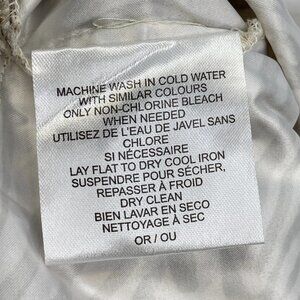 MACHINE WASH IN COLD WATER
WITH SIMILAR COLOURS
ONLY NON-CHLORINE BLEACH
WHEN NEEDED
UTILISEZ DE L'EAU DE JAVEL SANS
CHLORE
SI NÉCESSAIRE
LAY FLAT TO DRY COOL IRON
SUSPENDRE POUR SÉCHER,
REPASSER À FROID
DRY CLEAN
BIEN LAVAR EN SECO
NETTOYAGE À SEC
OR / OU